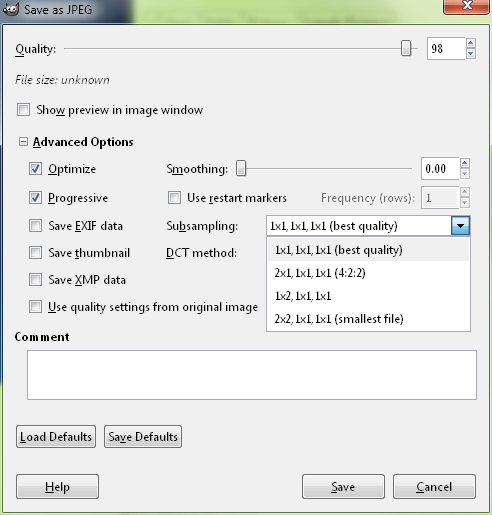 Save as JPEG
Quality: 98
File size: unknown
Show preview in image window
Advanced Options
Optimize Smoothing: 0.00
Progressive Use restart markers Frequency (rows): 1
Save EXIF data Subsampling: 1x1,1x1,1x1 (best quality)
Save thumbnail DCT method: 1x1,1x1,1x1 (best quality)
2x1,1x1,1x1 (4:2:2)
Save XMP data 1x2,1x1,1x1
Use quality settings from original image 2x2,1x1,1x1 (smallest file)
Comment
Load Defaults Save Defaults
Help Save Cancel